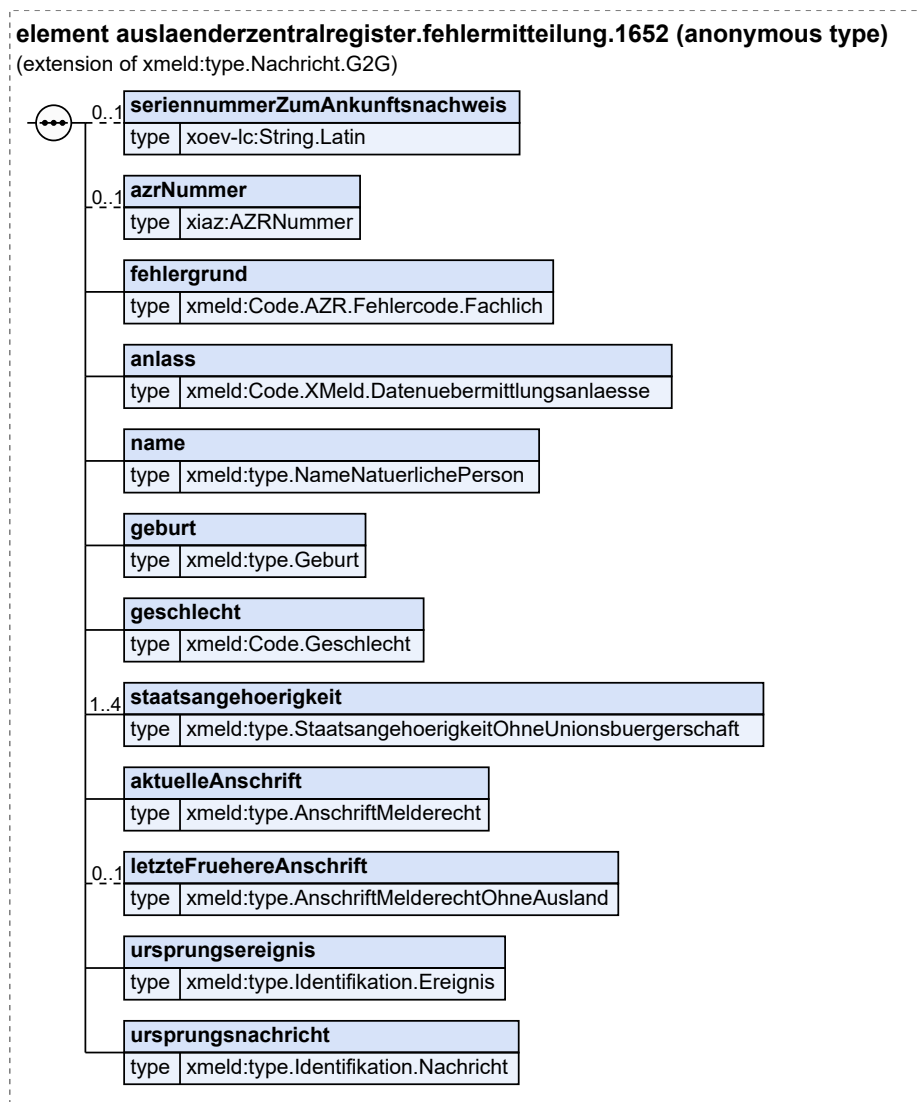 element auslaenderzentralregister.fehlermitteilung.1652 (anonymous type)
(extension of xmeld:type.Nachricht.G2G)
0..1 seriennummerZumAnkunftsnachweis
type xoev-lc:String.Latin
0..1 azrNummer
type xiaz:AZRNummer
fehlergrund
type xmeld:Code.AZR.Fehlercode.Fachlich
anlass
type xmeld:Code.XMeld.Datenuebermittlungsanlaesse
name
type xmeld:type.NameNatuerlichePerson
geburt
type xmeld:type.Geburt
geschlecht
type xmeld:Code.Geschlecht
1..4 staatsangehoerigkeit
type xmeld:type.StaatsangehoerigkeitOhneUnionsbuergerschaft
aktuelleAnschrift
type xmeld:type.AnschriftMelderecht
0..1 letzteFruehereAnschrift
type xmeld:type.AnschriftMelderechtOhneAusland
ursprungsereignis
type xmeld:type.Identifikation.Ereignis
ursprungsnachricht
type xmeld:type.Identifikation.Nachricht